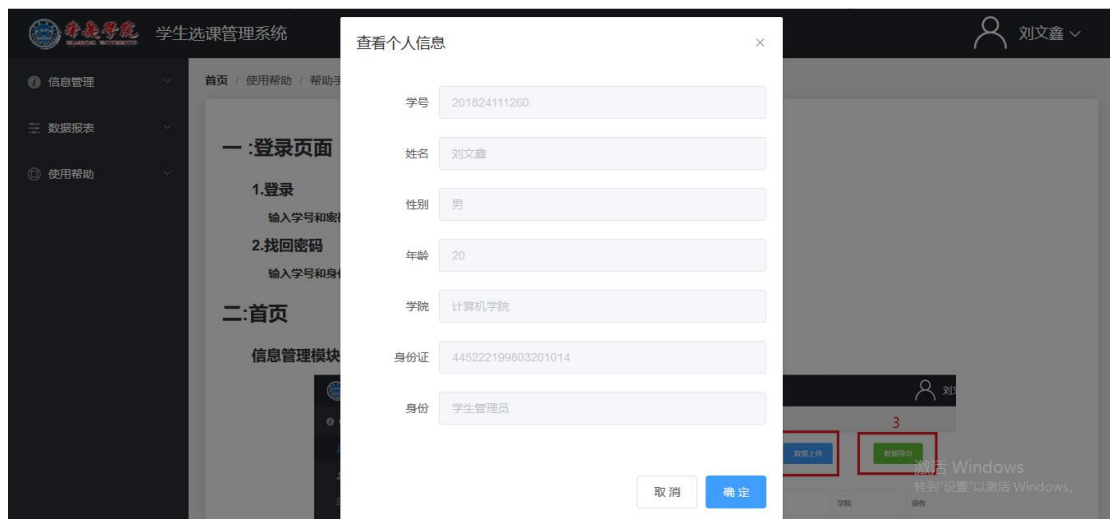 学生选课管理系统
刘文鑫
信息管理
数据报表
使用帮助
首页 / 使用帮助 / 帮助手
一 :登录页面
1.登录
输入学号和密
2.找回密码
输入学号和身
二:首页
信息管理模块
查看个人信息
学号 201824111260
姓名 刘文鑫
性别 男
年龄 20
学院 计算机学院
身份证 445222199803201014
身份 学生管理员
取消 确定
3
数据上传 数据导出
学院 操作
激活 Windows
转到"设置"以激活 Windows。